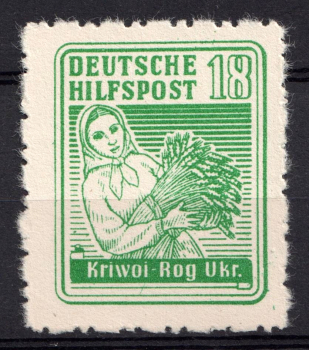 DEUTSCHE 18
HILFSPOST
Kriwoi-Rog Ukr.